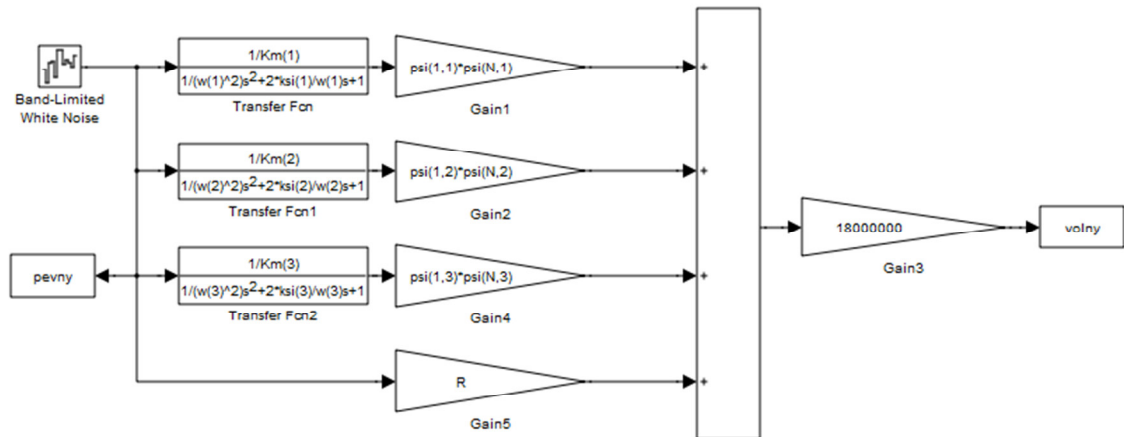 Band-Limited
White Noise
1/Km(1)
1/(w(1)^2)s²+2*ksi(1)/w(1)s+1
Transfer Fcn
psi(1,1)*psi(N,1)
Gain1
+
1/Km(2)
1/(w(2)^2)s²+2*ksi(2)/w(2)s+1
Transfer Fcn1
psi(1,2)*psi(N,2)
Gain2
+
18000000
Gain3
volny
pevny
1/Km(3)
1/(w(3)^2)s²+2*ksi(3)/w(3)s+1
Transfer Fcn2
psi(1,3)*psi(N,3)
Gain4
+
R
Gain5
+